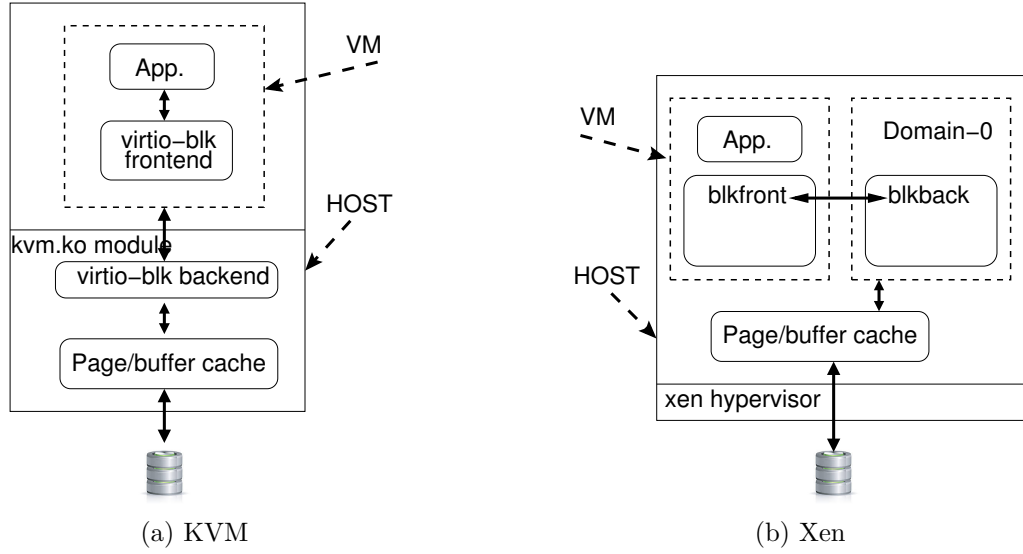 VM
App.
virtio−blk
frontend
HOST
kvm.ko module
virtio−blk backend
Page/buffer cache
(a) KVM
VM
App.
Domain−0
blkfront
blkback
HOST
Page/buffer cache
xen hypervisor
(b) Xen